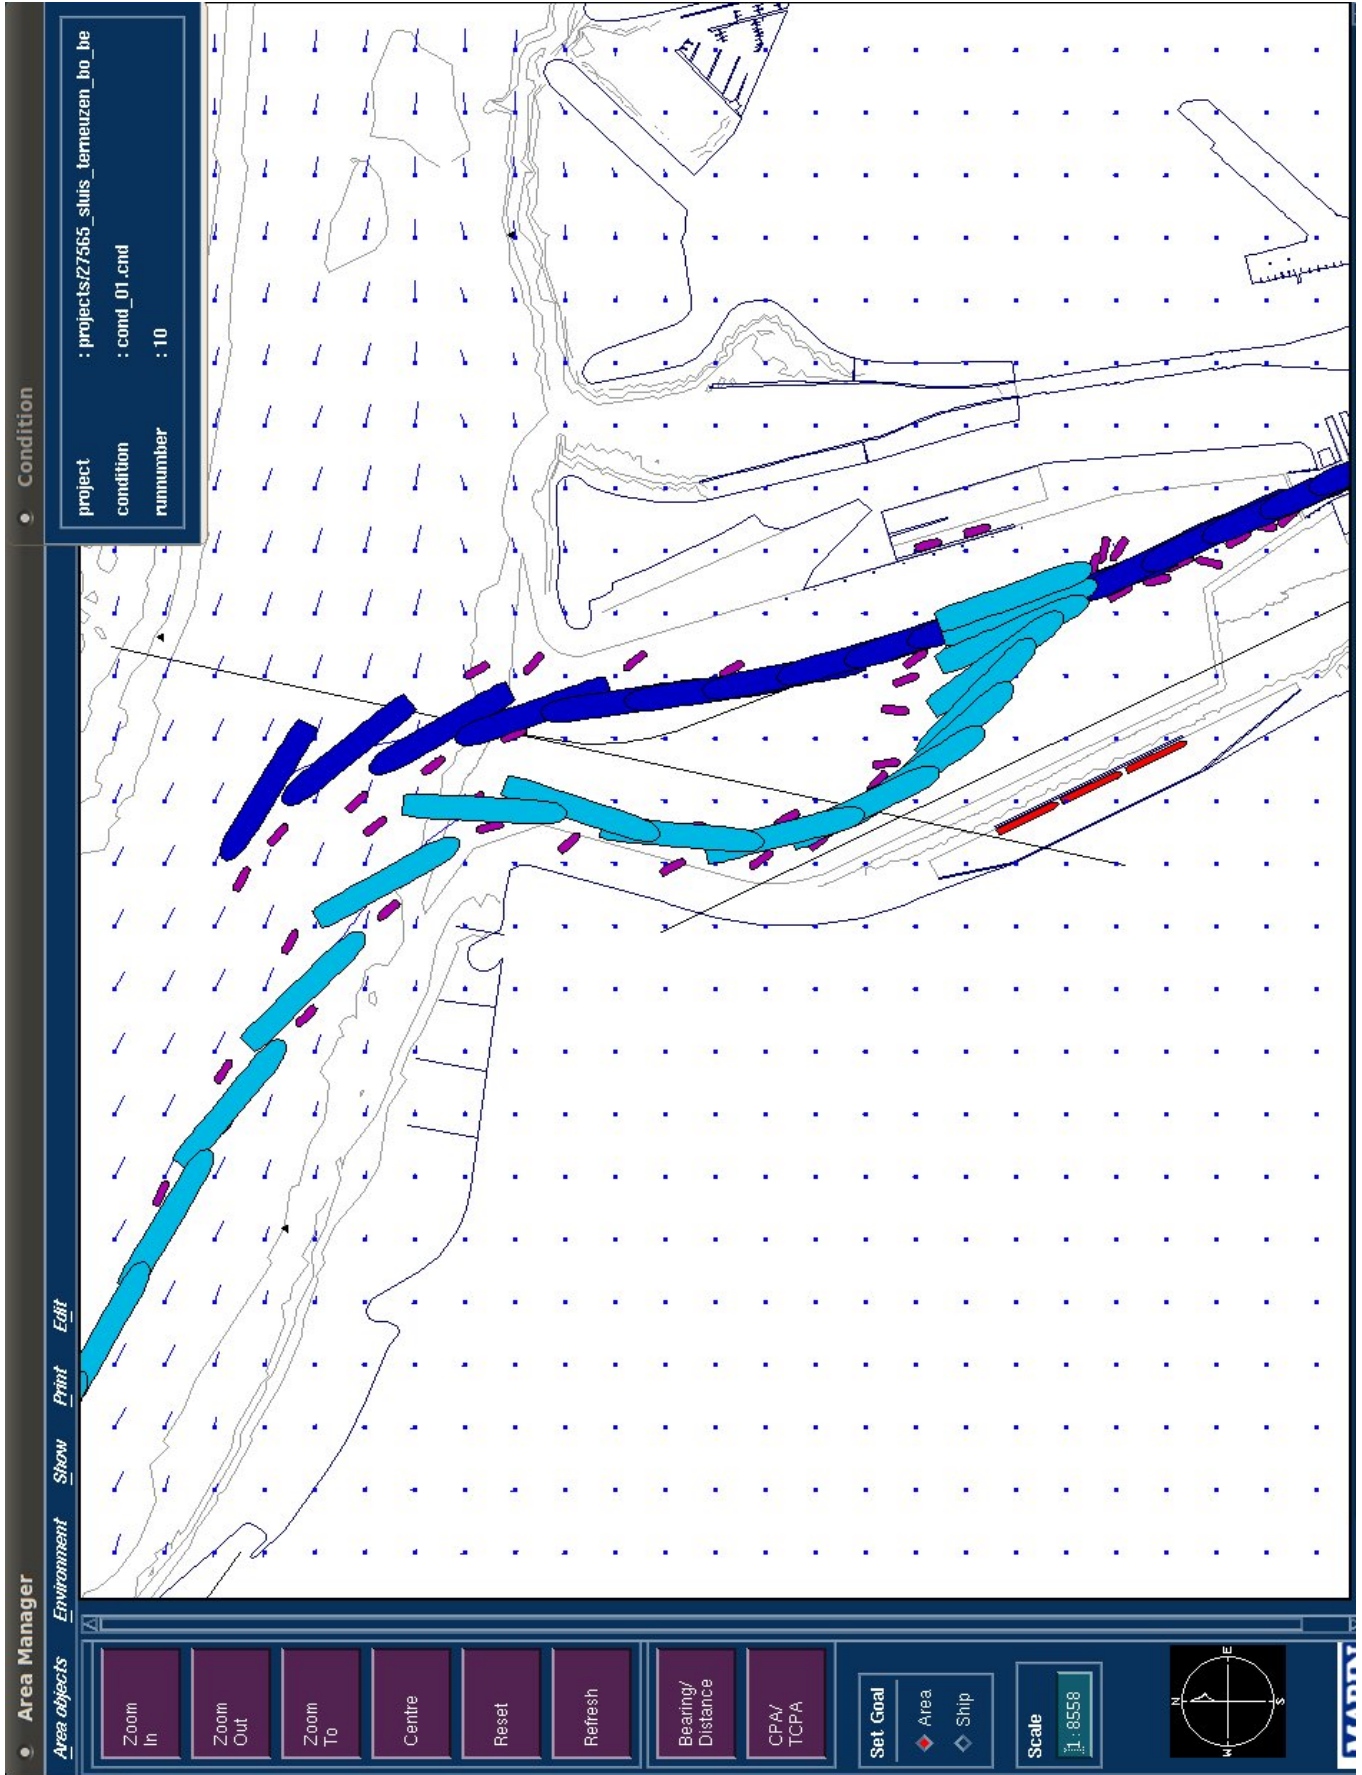 Area Manager
Condition
Area objects
Environment
Show
Print
Edit
project : projects/27565_sluis_terneuzen_bo_be
condition : cond_01.cnd
runnumber : 10
Zoom
In
Zoom
Out
Zoom
To
Centre
Reset
Refresh
Bearing/
Distance
CPA/
TCPA
Set Goal
Area
Ship
Scale
1 : 8558
N
W
E
S